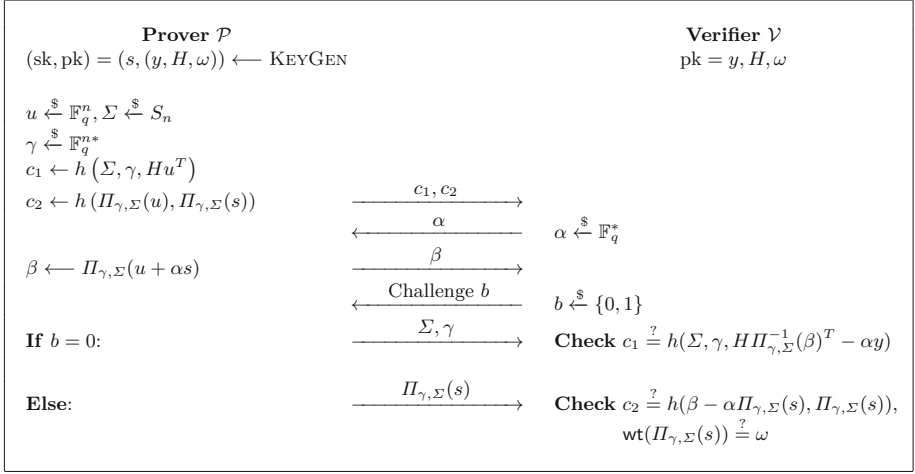 Prover 𝒫 Verifier 𝒱
(sk, pk) = (s, (y, H, ω)) ⟵ KEYGEN pk = y, H, ω
u ←$ 𝔽_q^n, Σ ←$ S_n
γ ←$ 𝔽_q^{n*}
c_1 ← h (Σ, γ, Hu^T)
c_2 ← h (Π_{γ,Σ}(u), Π_{γ,Σ}(s)) c_1, c_2
α α ←$ 𝔽_q^*
β ⟵ Π_{γ,Σ}(u + αs) β
Challenge b b ←$ {0, 1}
If b = 0: Σ, γ Check c_1 =? h(Σ, γ, HΠ_{γ,Σ}^{-1}(β)^T − αy)
Else: Π_{γ,Σ}(s) Check c_2 =? h(β − αΠ_{γ,Σ}(s), Π_{γ,Σ}(s)),
wt(Π_{γ,Σ}(s)) =? ω